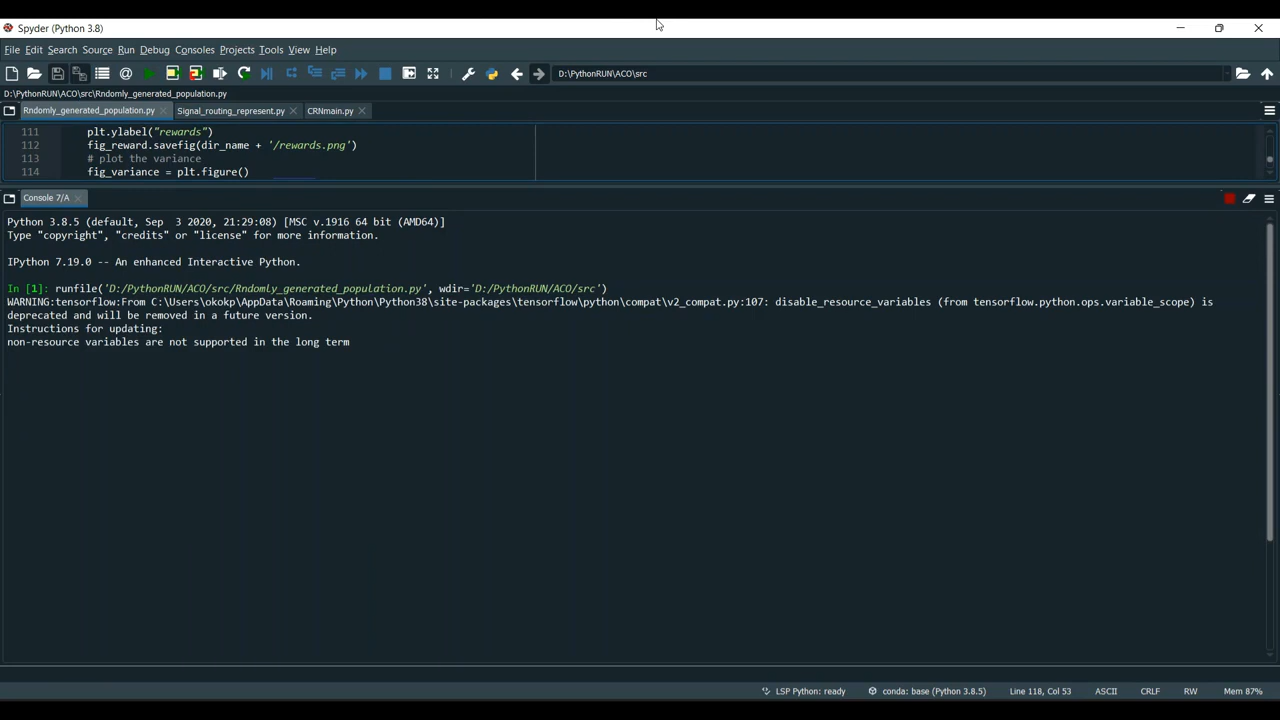 Spyder (Python 3.8)
File Edit Search Source Run Debug Consoles Projects Tools View Help
D:\PythonRUN\ACO\src
D:\PythonRUN\ACO\src\Rndomly_generated_population.py
Rndomly_generated_population.py Signal_routing_represent.py CRNmain.py
111 plt.ylabel("rewards")
112 fig_reward.savefig(dir_name + '/rewards.png')
113 # plot the variance
114 fig_variance = plt.figure()
Console 7/A
Python 3.8.5 (default, Sep 3 2020, 21:29:08) [MSC v.1916 64 bit (AMD64)]
Type "copyright", "credits" or "license" for more information.
IPython 7.19.0 -- An enhanced Interactive Python.
In [1]: runfile('D:/PythonRUN/ACO/src/Rndomly_generated_population.py', wdir='D:/PythonRUN/ACO/src')
WARNING:tensorflow:From C:\Users\okokp\AppData\Roaming\Python\Python38\site-packages\tensorflow\python\compat\v2_compat.py:107: disable_resource_variables (from tensorflow.python.ops.variable_scope) is
deprecated and will be removed in a future version.
Instructions for updating:
non-resource variables are not supported in the long term
LSP Python: ready conda: base (Python 3.8.5) Line 118, Col 53 ASCII CRLF RW Mem 87%